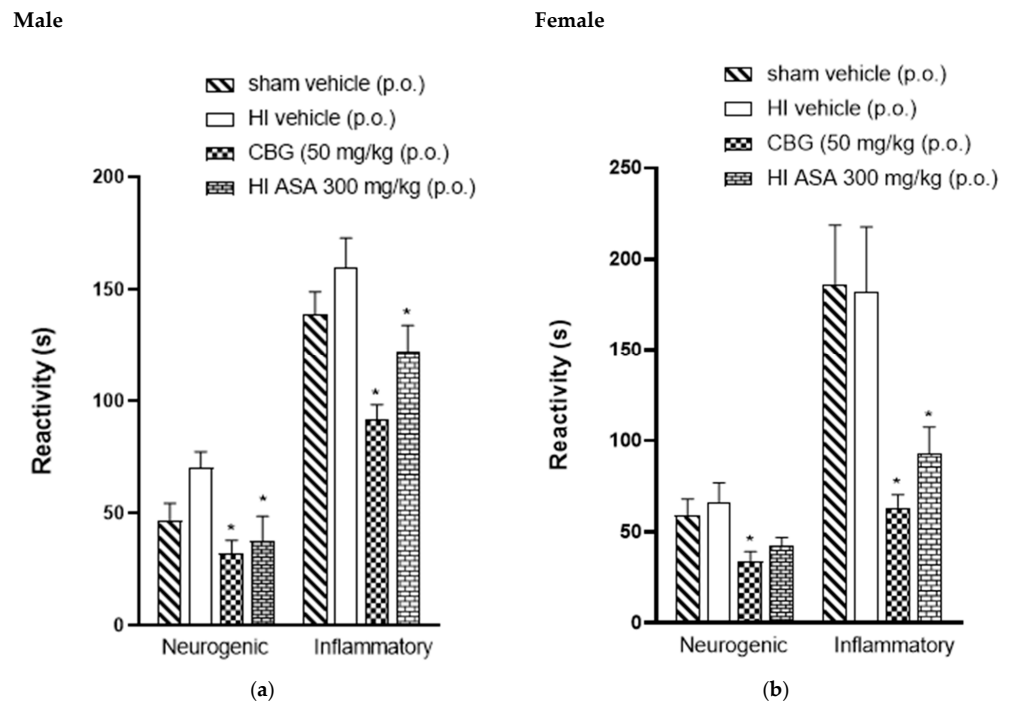 Male
sham vehicle (p.o.)
HI vehicle (p.o.)
CBG (50 mg/kg (p.o.)
HI ASA 300 mg/kg (p.o.)
Reactivity (s)
200
150
100
50
0
*
*
*
*
Neurogenic
Inflammatory
(a)
Female
sham vehicle (p.o.)
HI vehicle (p.o.)
CBG (50 mg/kg (p.o.)
HI ASA 300 mg/kg (p.o.)
Reactivity (s)
250
200
150
100
50
0
*
*
*
Neurogenic
Inflammatory
(b)